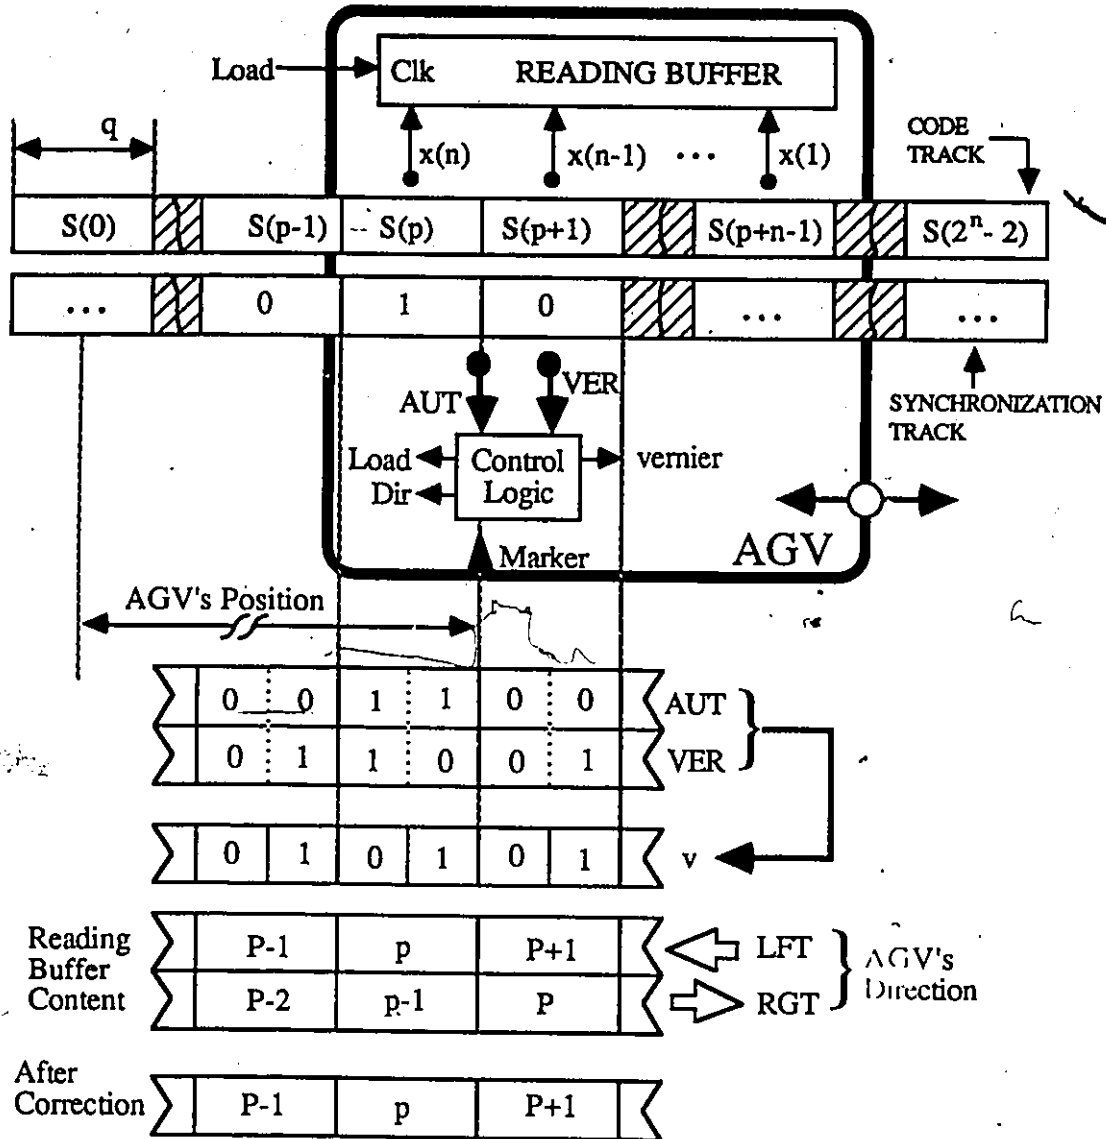 Load
Clk READING BUFFER
q
x(n) x(n-1) ... x(1)
CODE
TRACK
S(0) S(p-1) S(p) S(p+1) S(p+n-1) S(2^n - 2)
... 0 1 0 ... ...
AUT VER
SYNCHRONIZATION
TRACK
Load Control vernier
Dir Logic
Marker AGV
AGV's Position
0 0 1 1 0 0 AUT
0 1 1 0 0 1 VER
0 1 0 1 0 1 v
Reading
Buffer
Content
P-1 p P+1 LFT
P-2 p-1 P RGT
AGV's
Direction
After
Correction
P-1 p P+1